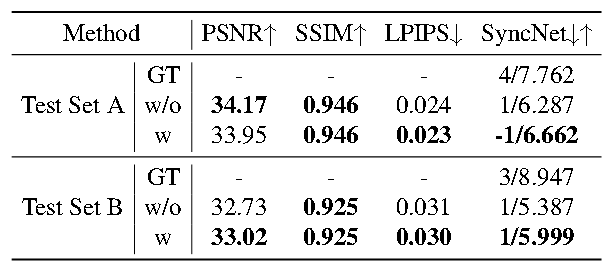 Method PSNR↑ SSIM↑ LPIPS↓ SyncNet↓↑
GT - - - 4/7.762
Test Set A w/o 34.17 0.946 0.024 1/6.287
w 33.95 0.946 0.023 -1/6.662
GT - - - 3/8.947
Test Set B w/o 32.73 0.925 0.031 1/5.387
w 33.02 0.925 0.030 1/5.999